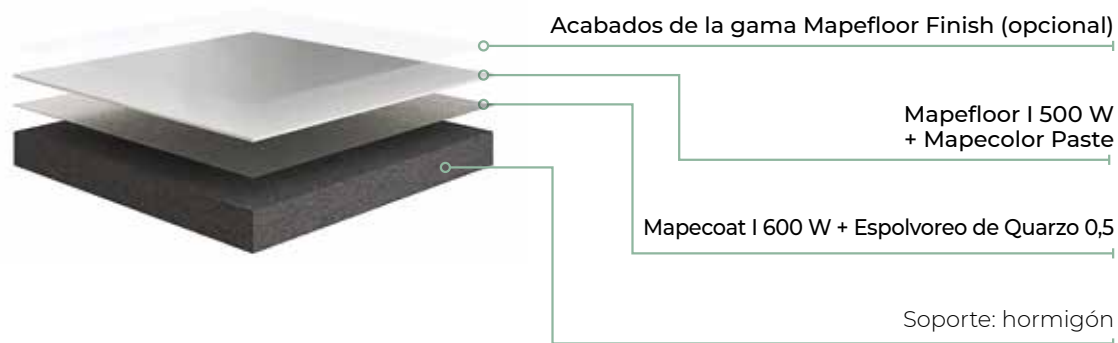 Acabados de la gama Mapefloor Finish (opcional)
Mapefloor I 500 W
+ Mapecolor Paste
Mapecoat I 600 W + Espolvoreo de Quarzo 0,5
Soporte: hormigón